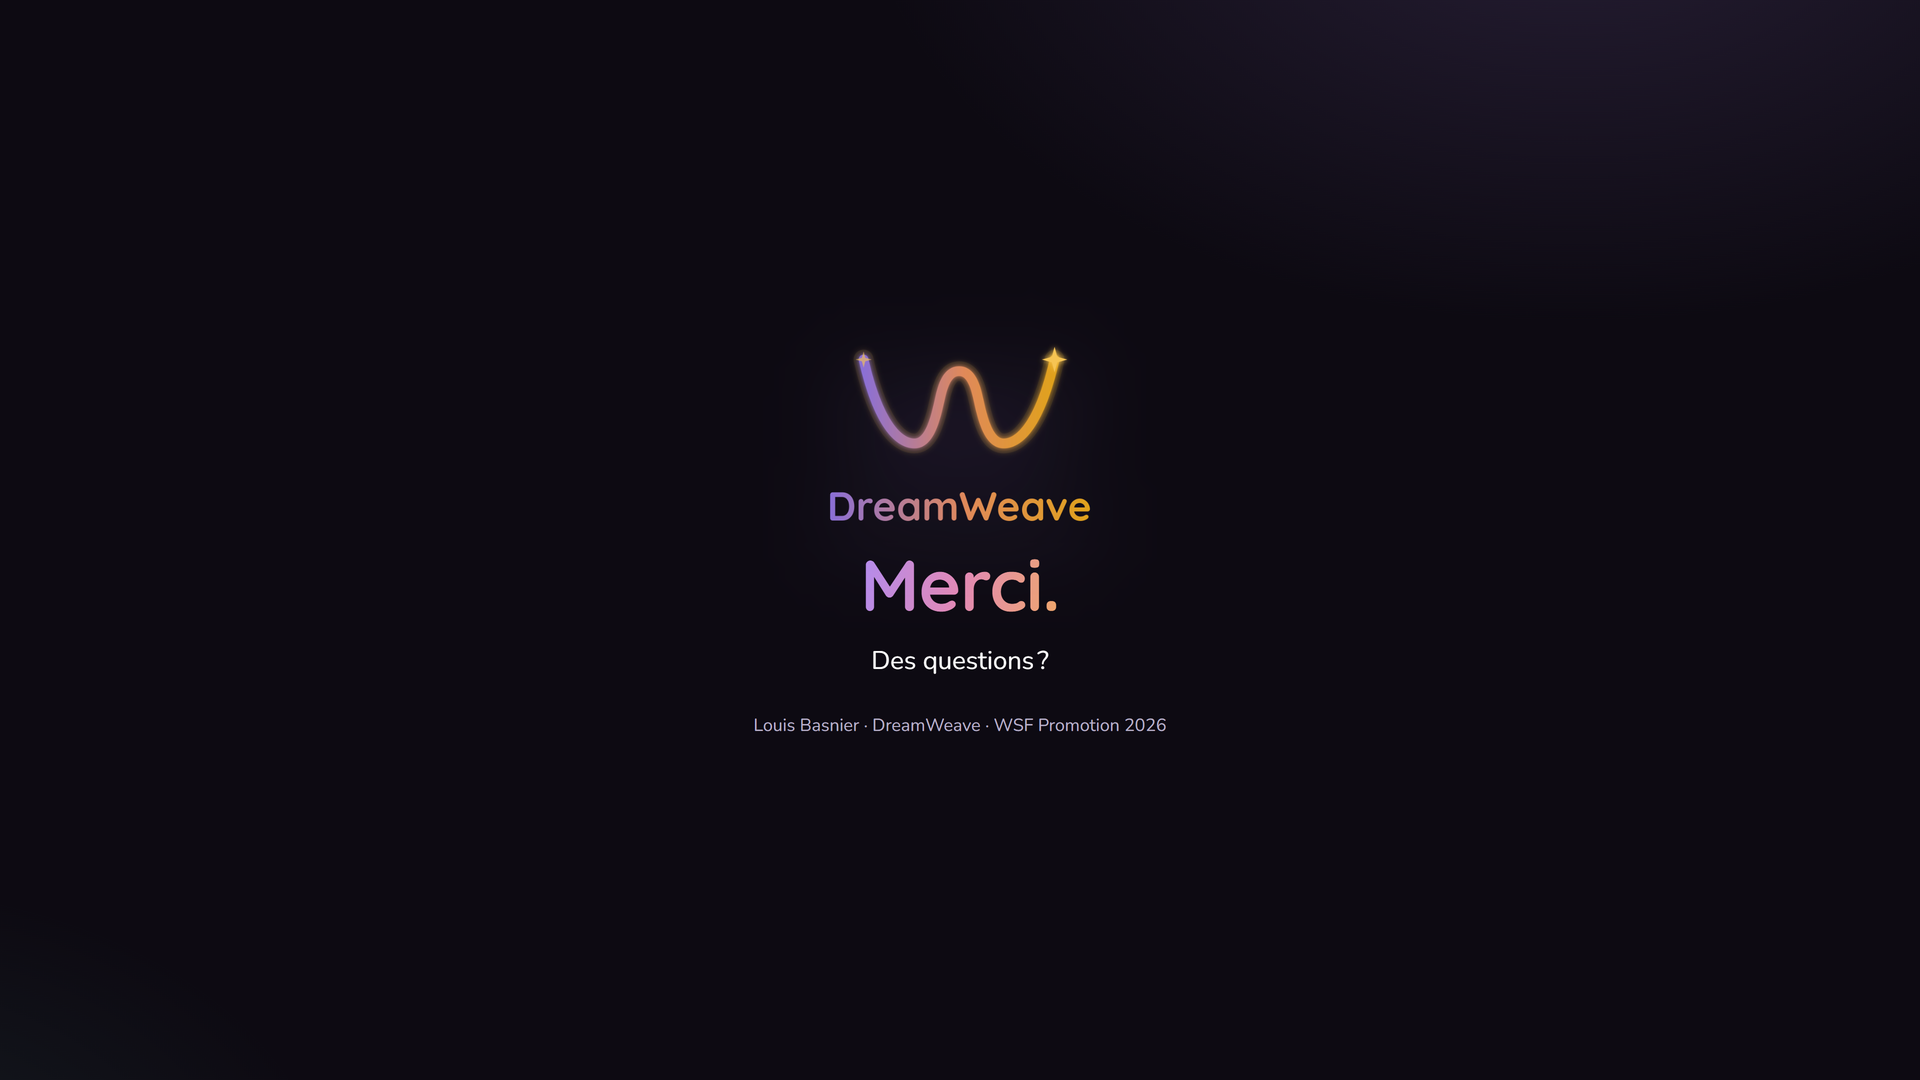 DreamWeave
Merci.
Des questions ?
Louis Basnier · DreamWeave · WSF Promotion 2026